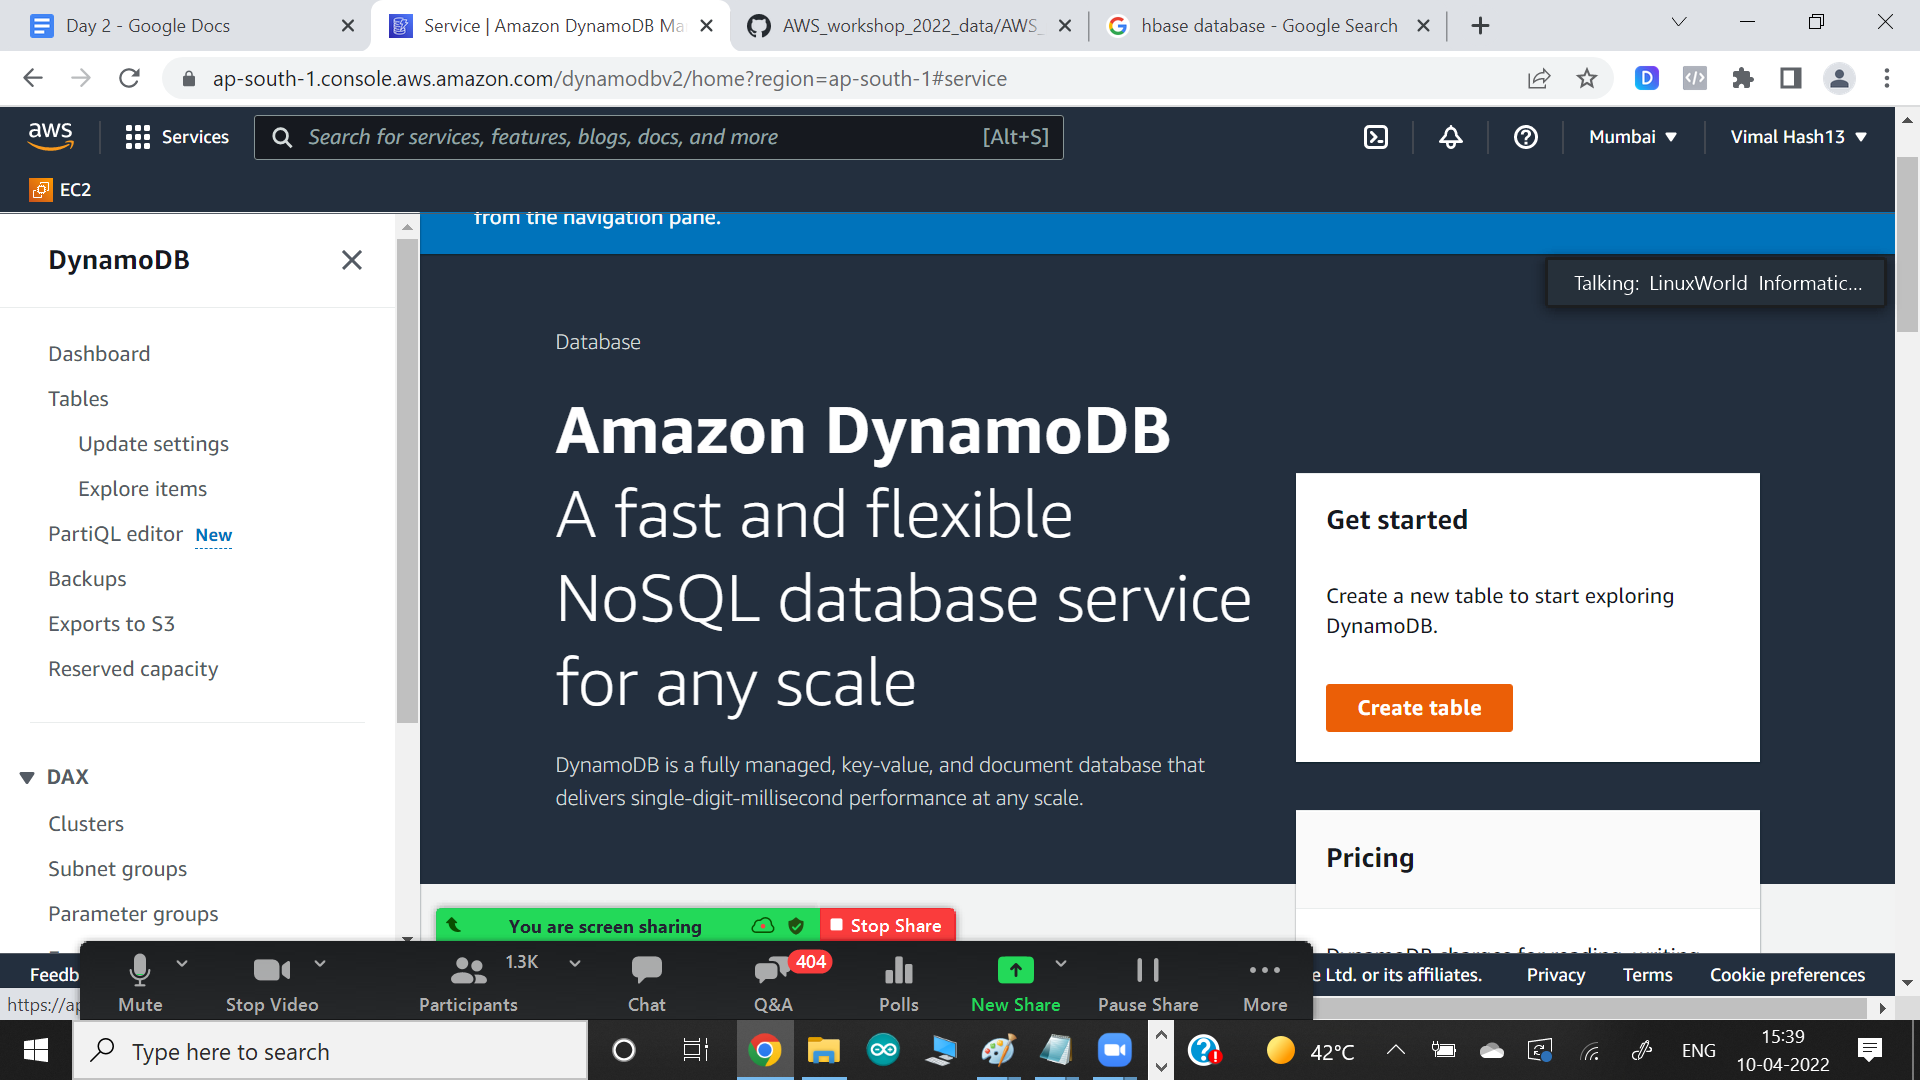 Day 2 - Google Docs
Service | Amazon DynamoDB Ma
AWS_workshop_2022_data/AWS_
hbase database - Google Search
ap-south-1.console.aws.amazon.com/dynamodbv2/home?region=ap-south-1#service
aws
Services
Search for services, features, blogs, docs, and more
[Alt+S]
Mumbai
Vimal Hash13
EC2
from the navigation pane.
DynamoDB
Talking: LinuxWorld Informatic...
Dashboard
Tables
Update settings
Explore items
PartiQL editor New
Backups
Exports to S3
Reserved capacity
DAX
Clusters
Subnet groups
Parameter groups
Database
Amazon DynamoDB
A fast and flexible
NoSQL database service
for any scale
DynamoDB is a fully managed, key-value, and document database that
delivers single-digit-millisecond performance at any scale.
Get started
Create a new table to start exploring
DynamoDB.
Create table
Pricing
DynamoDB charges for reading, writing
You are screen sharing
Stop Share
Feedb
e Ltd. or its affiliates.
Privacy
Terms
Cookie preferences
https://ap
Mute
Stop Video
1.3K
Participants
Chat
404
Q&A
Polls
New Share
Pause Share
More
Type here to search
42°C
ENG
15:39
10-04-2022